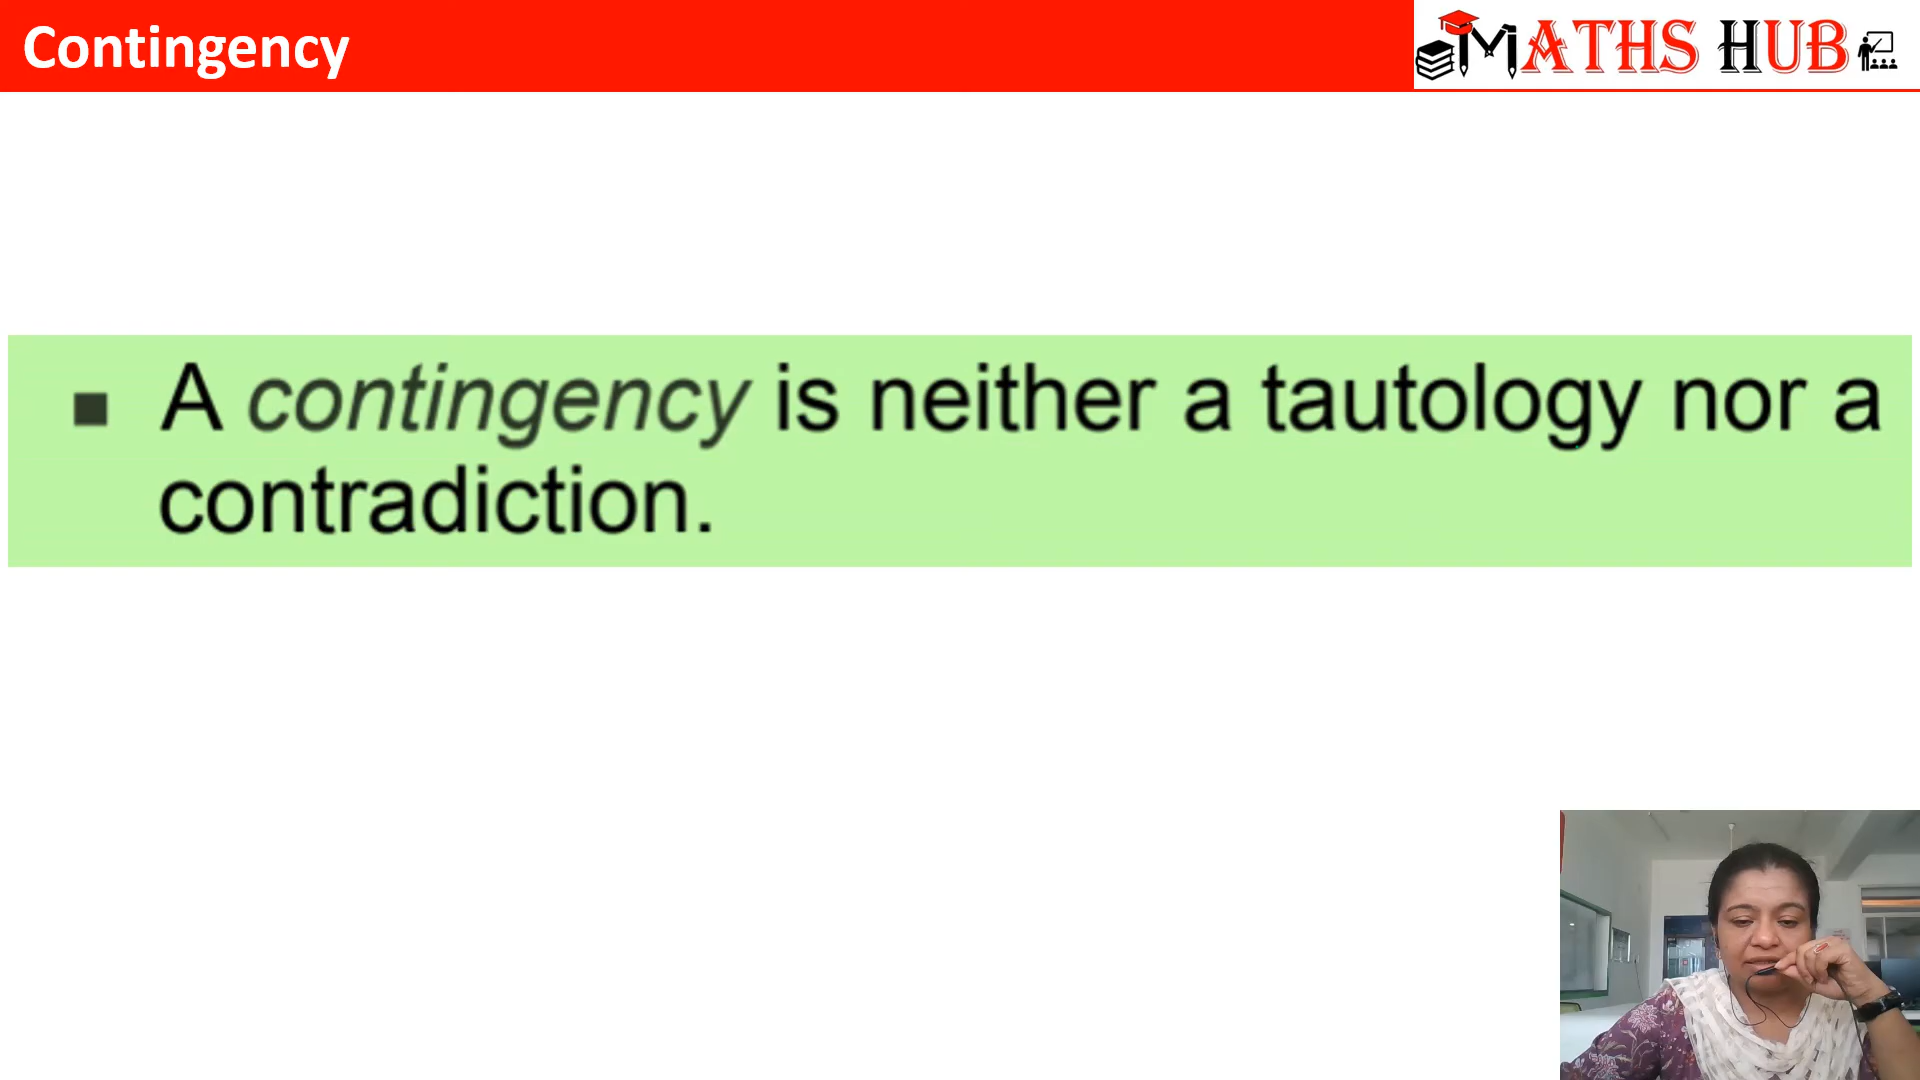 Contingency
MATHS HUB
▪ A contingency is neither a tautology nor a
contradiction.